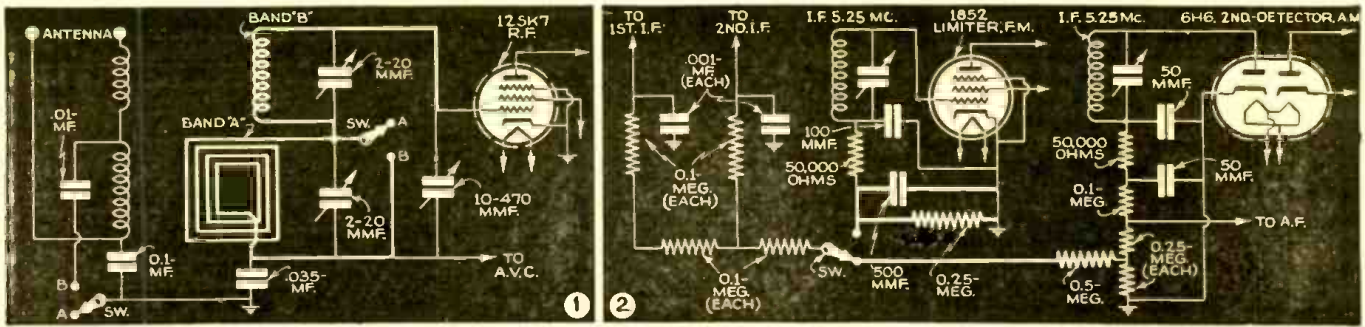 ANTENNA
.01-
MF.
B
A
SW.
0.1-
MF.
BAND "B"
BAND "A"
2-20
MMF.
SW.
A
B
2-20
MMF.
.035-
MF.
12SK7
R.F.
10-470
MMF.
TO
A.V.C.
1
2
TO
1ST. I.F.
TO
2ND. I.F.
.001-
MF.
(EACH)
0.1-
MEG.
(EACH)
0.1-
MEG.
(EACH)
I.F. 5.25 MC.
1852
LIMITER, F.M.
100
MMF.
50,000
OHMS
SW.
500
MMF.
0.25-
MEG.
I.F. 5.25 MC.
6H6, 2ND. DETECTOR, A.M.
50
MMF.
50,000
OHMS
50
MMF.
0.1-
MEG.
TO A.F.
0.25-
MEG.
(EACH)
0.5-
MEG.